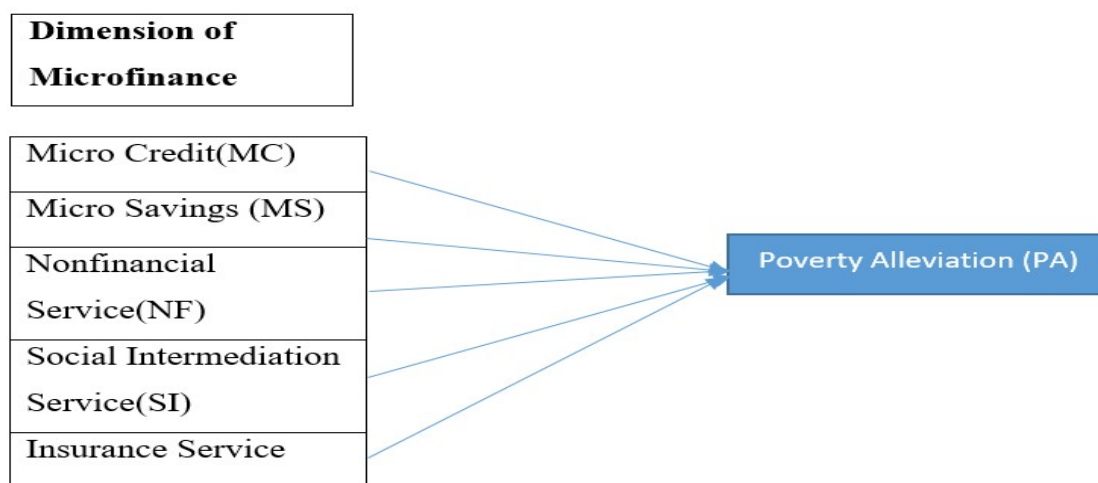 Dimension of
Microfinance
Micro Credit(MC)
Micro Savings (MS)
Nonfinancial
Service(NF)
Social Intermediation
Service(SI)
Insurance Service
Poverty Alleviation (PA)